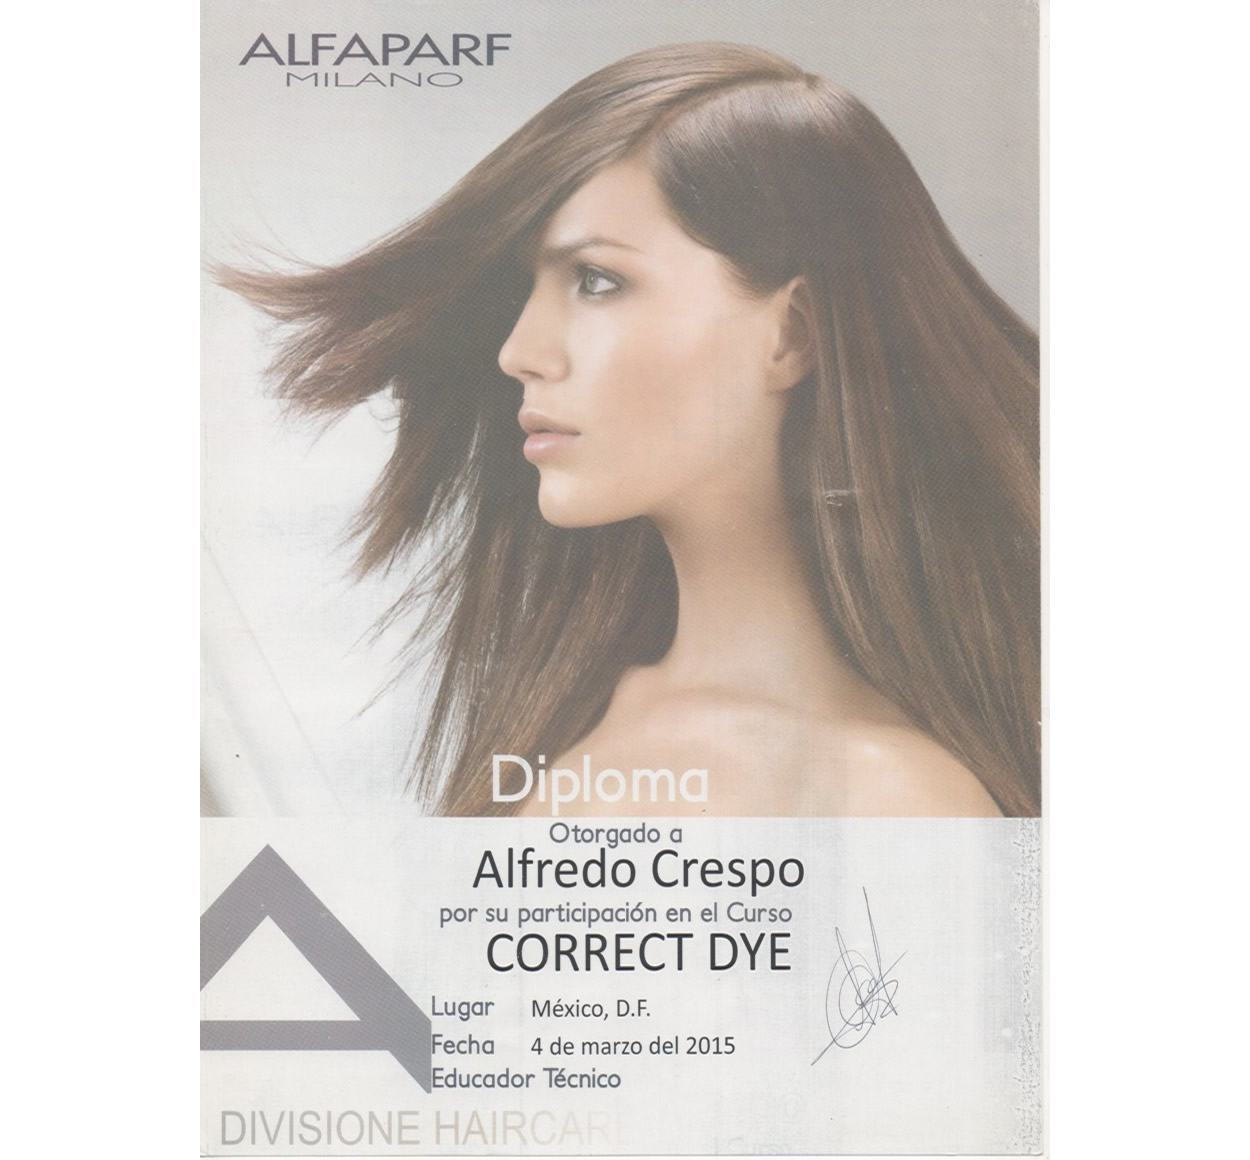 ALFAPARF
MILANO
Diploma
Otorgado a
Alfredo Crespo
por su participación en el Curso
CORRECT DYE
Lugar México, D.F.
Fecha 4 de marzo del 2015
Educador Técnico
DIVISIONE HAIRCARE